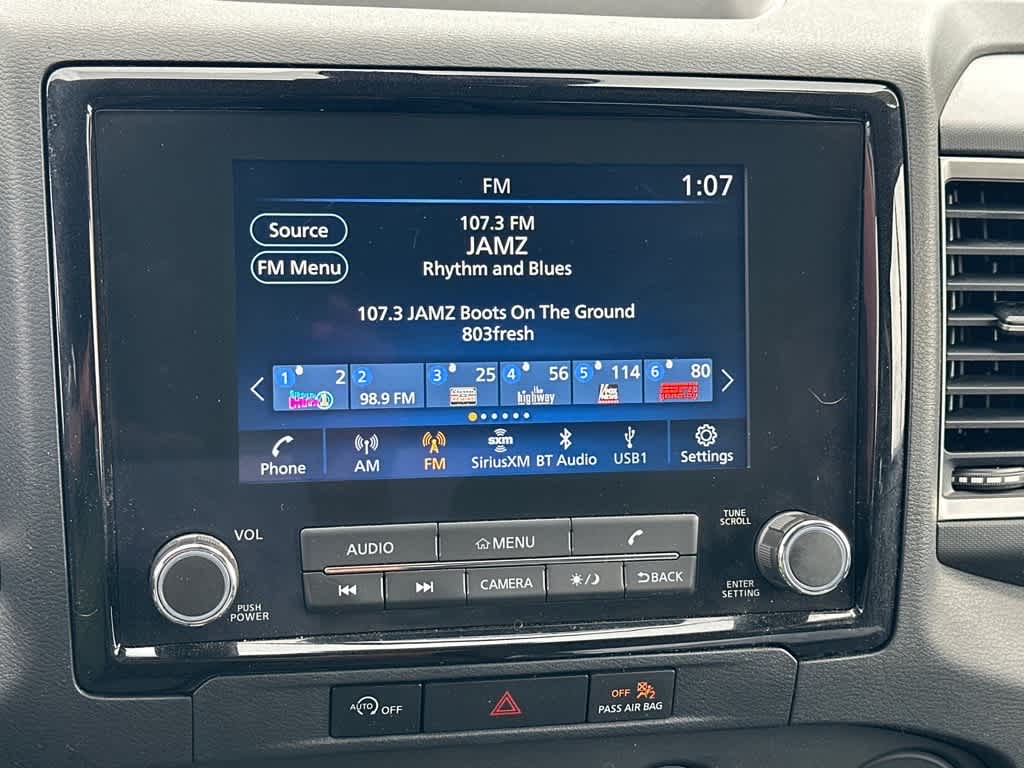 FM
1:07
Source
107.3 FM
JAMZ
FM Menu
Rhythm and Blues
107.3 JAMZ Boots On The Ground
803fresh
1 2
2
98.9 FM
3 25
4 56
the highway
5 114
6 80
Phone
AM
FM
sxm
SiriusXM
BT Audio
USB1
Settings
VOL
PUSH
POWER
AUDIO
MENU
CAMERA
BACK
TUNE
SCROLL
ENTER
SETTING
AUTO OFF
OFF 2
PASS AIR BAG